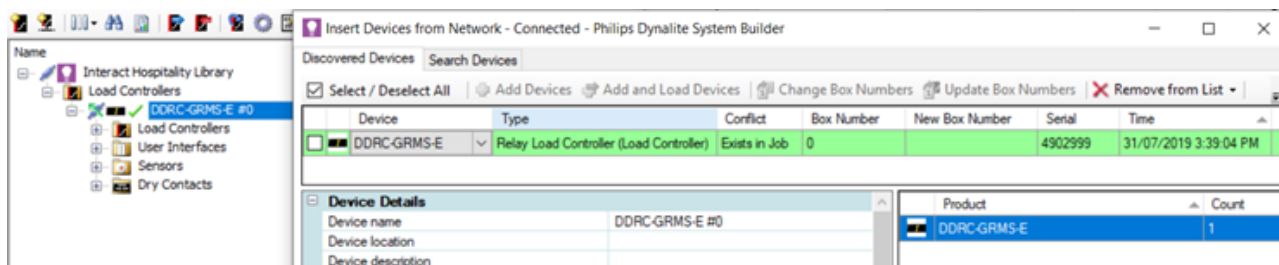 Insert Devices from Network - Connected - Philips Dynalite System Builder
Name
Interact Hospitality Library
Load Controllers
DDRC-GRMS-E #0
Load Controllers
User Interfaces
Sensors
Dry Contacts
Discovered Devices Search Devices
Select / Deselect All Add Devices Add and Load Devices Change Box Numbers Update Box Numbers Remove from List
Device Type Conflict Box Number New Box Number Serial Time
DDRC-GRMS-E Relay Load Controller (Load Controller) Exists in Job 0 4902999 31/07/2019 3:39:04 PM
Device Details
Device name DDRC-GRMS-E #0
Device location
Device description
Product Count
DDRC-GRMS-E 1